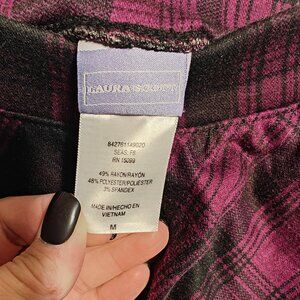 LAURA SCOTT
642761149020
SEAS: F8
RN 15099
49% RAYON/RAYÓN
48% POLYESTER/POLIÉSTER
3% SPANDEX
MADE IN/HECHO EN
VIETNAM
M